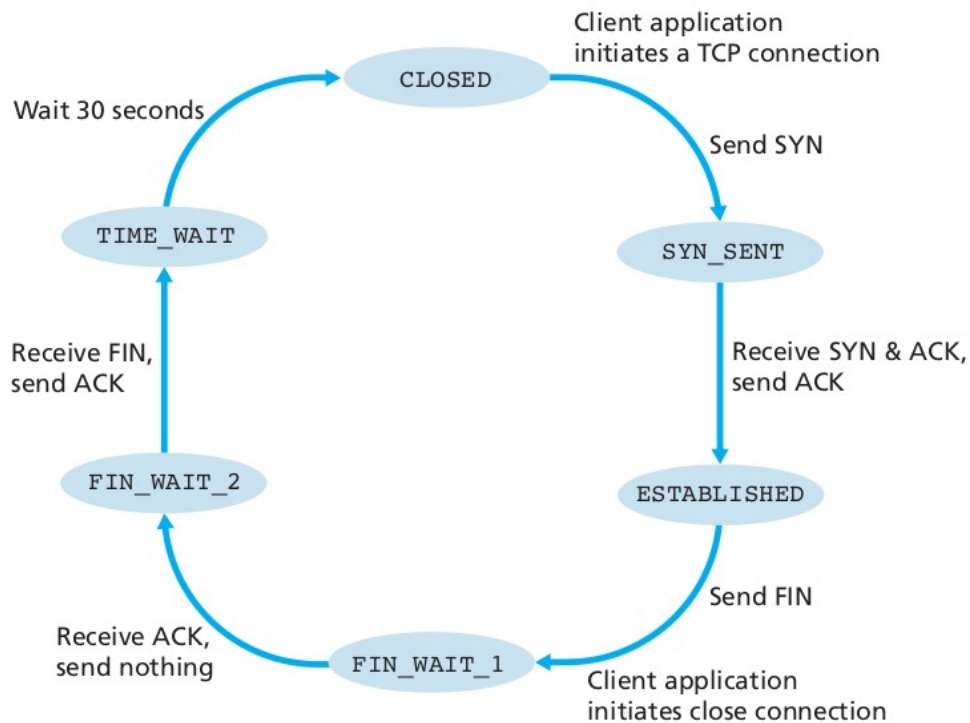 Client application
initiates a TCP connection
CLOSED
Wait 30 seconds
Send SYN
TIME_WAIT
SYN_SENT
Receive FIN,
send ACK
Receive SYN & ACK,
send ACK
FIN_WAIT_2
ESTABLISHED
Send FIN
Receive ACK,
send nothing
FIN_WAIT_1
Client application
initiates close connection